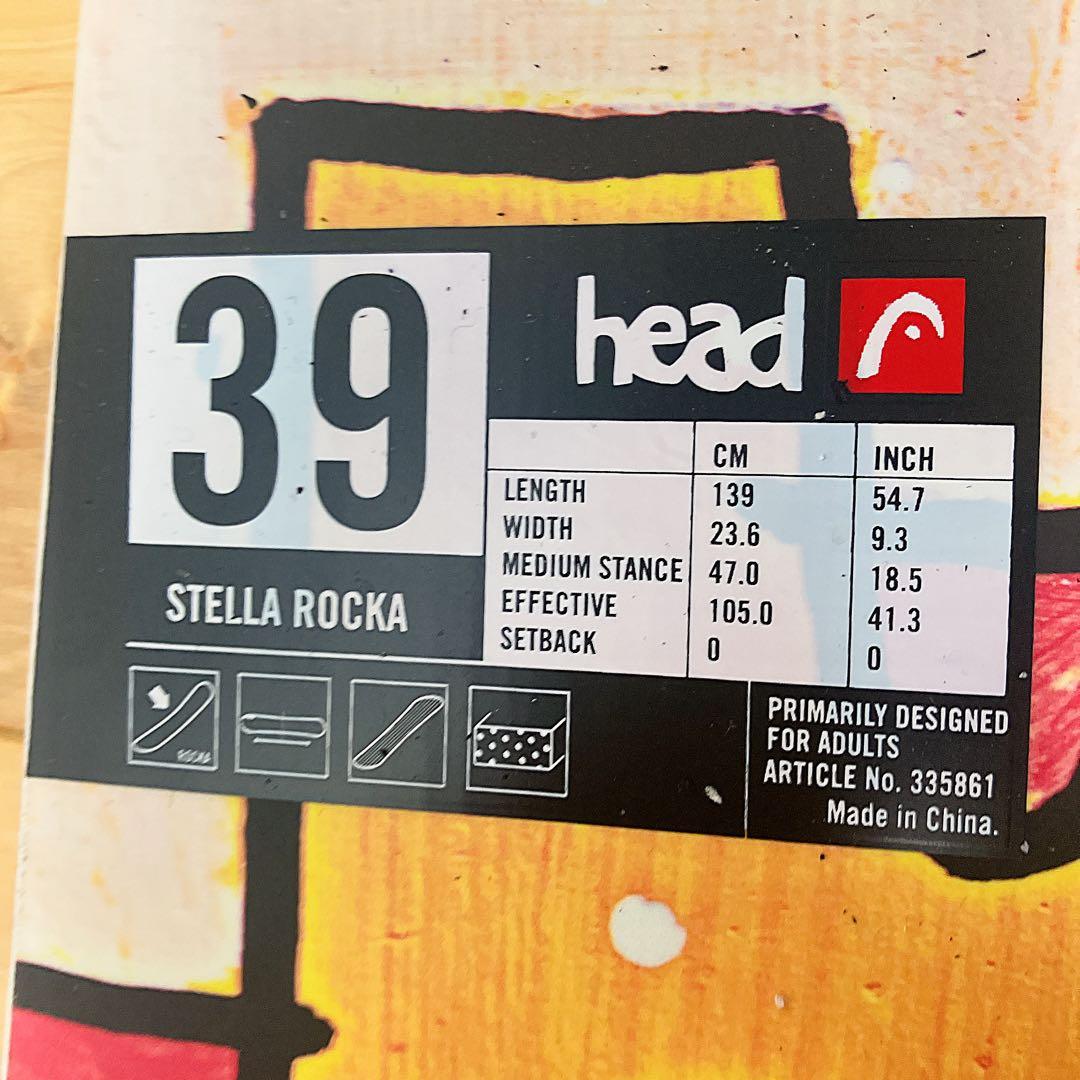 39
head
STELLA ROCKA
CM INCH
LENGTH 139 54.7
WIDTH 23.6 9.3
MEDIUM STANCE 47.0 18.5
EFFECTIVE 105.0 41.3
SETBACK 0 0
ROCKA
PRIMARILY DESIGNED
FOR ADULTS
ARTICLE No. 335861
Made in China.